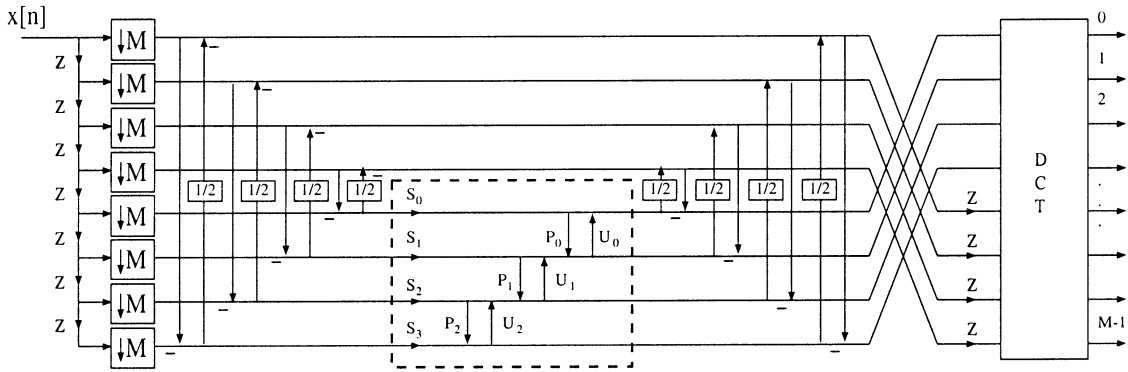 x[n]
0
↓M
–
–
Z
1
↓M
–
Z
2
↓M
–
Z
↓M
–
D
Z
1/2 1/2 1/2 1/2
1/2 1/2 1/2 1/2
C
↓M
–
S0
–
Z
T
Z
P0 U0
S1
↓M
–
–
Z
Z
P1 U1
S2
↓M
–
–
Z
Z
P2 U2
S3
M-1
↓M
–
–
Z